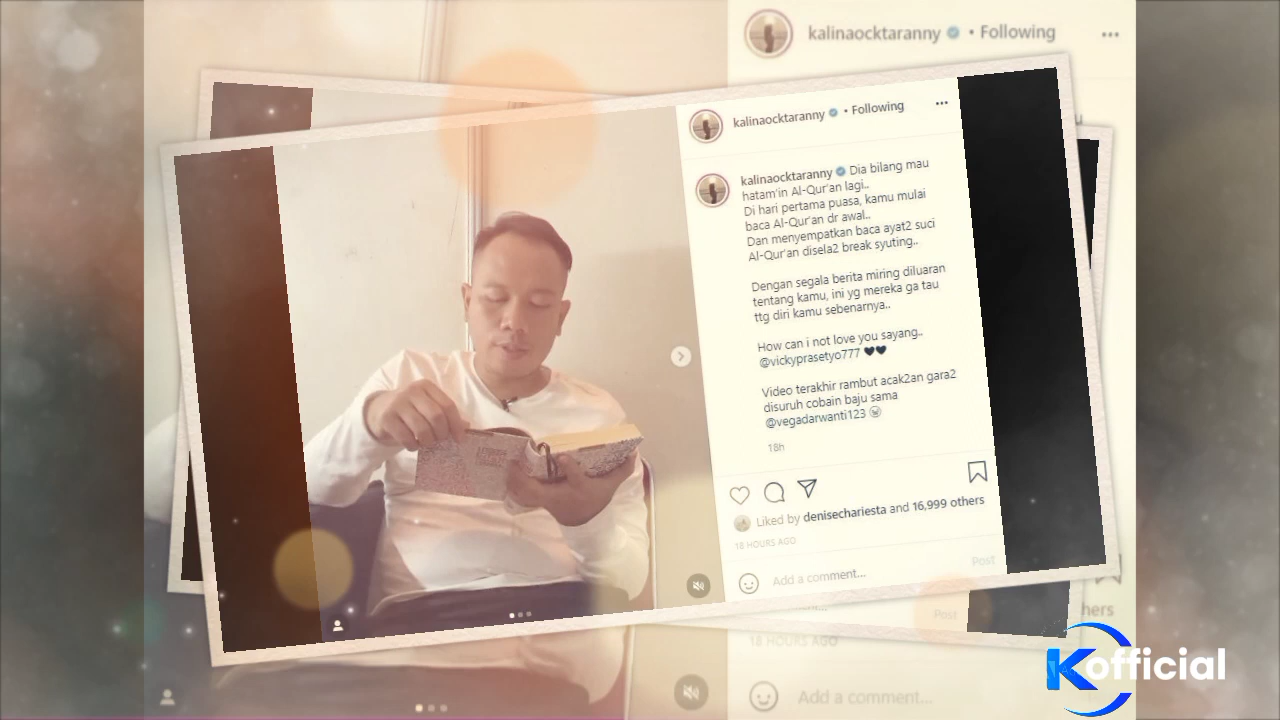 kalinaocktaranny • Following
kalinaocktaranny • Following
kalinaocktaranny Dia bilang mau
hatam'in Al-Qur'an lagi..
Di hari pertama puasa, kamu mulai
baca Al-Qur'an dr awal..
Dan menyempatkan baca ayat2 suci
Al-Qur'an disela2 break syuting..
Dengan segala berita miring diluaran
tentang kamu, ini yg mereka ga tau
ttg diri kamu sebenarnya..
How can i not love you sayang..
@vickyprasetyo777 🖤🖤
Video terakhir rambut acak2an gara2
disuruh cobain baju sama
@vegadarwanti123
18h
Liked by denisechariesta and 16,999 others
18 HOURS AGO
Add a comment...
Post
Post
hers
18 HOURS AGO
Add a comment...
Kofficial